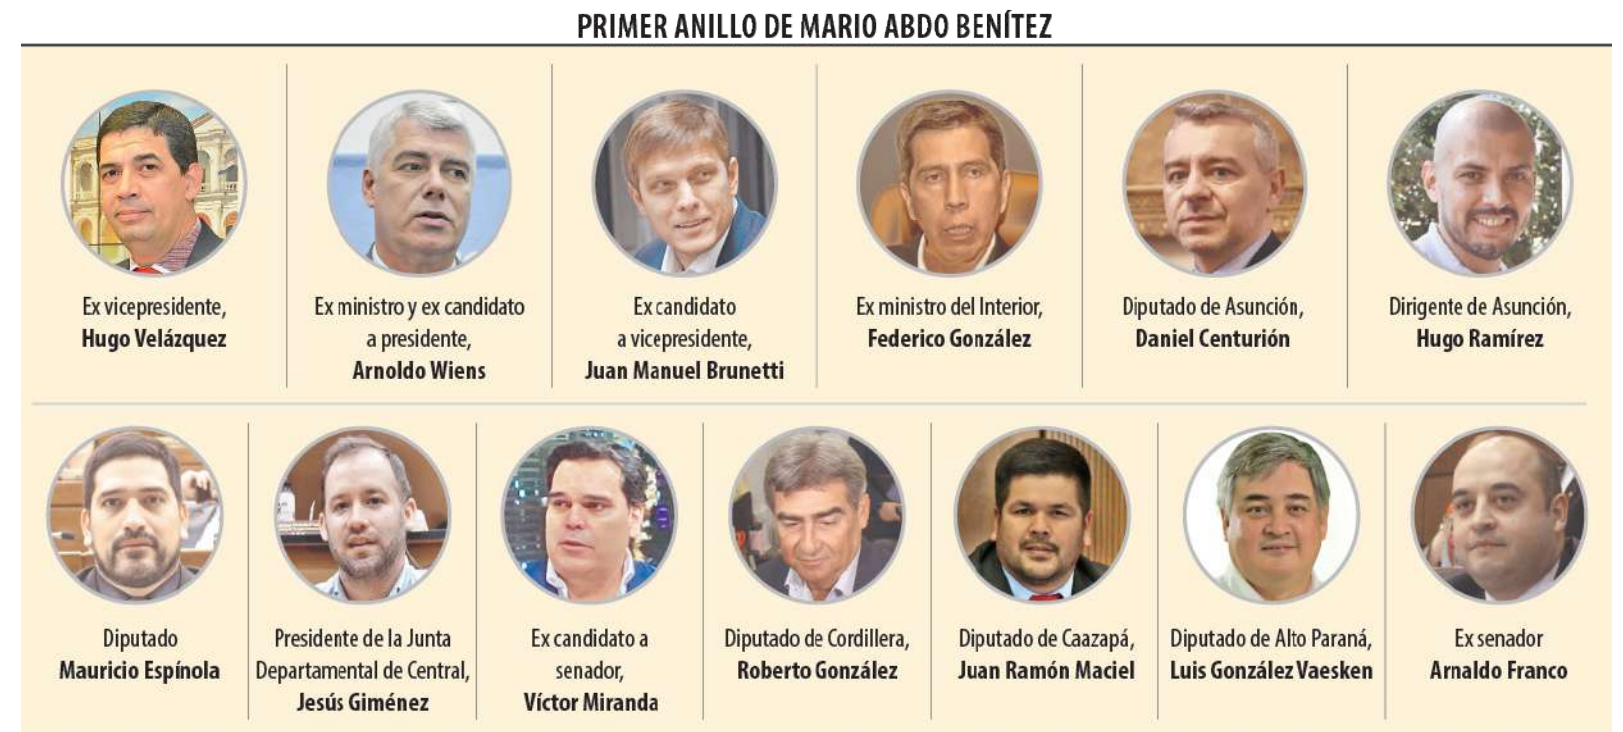 PRIMER ANILLO DE MARIO ABDO BENÍTEZ
Ex vicepresidente,
Hugo Velázquez
Ex ministro y ex candidato
a presidente,
Arnoldo Wiens
Ex candidato
a vicepresidente,
Juan Manuel Brunetti
Ex ministro del Interior,
Federico González
Diputado de Asunción,
Daniel Centurión
Dirigente de Asunción,
Hugo Ramírez
Diputado
Mauricio Espínola
Presidente de la Junta
Departamental de Central,
Jesús Giménez
Ex candidato a
senador,
Víctor Miranda
Diputado de Cordillera,
Roberto González
Diputado de Caazapá,
Juan Ramón Maciel
Diputado de Alto Paraná,
Luis González Vaesken
Ex senador
Arnaldo Franco